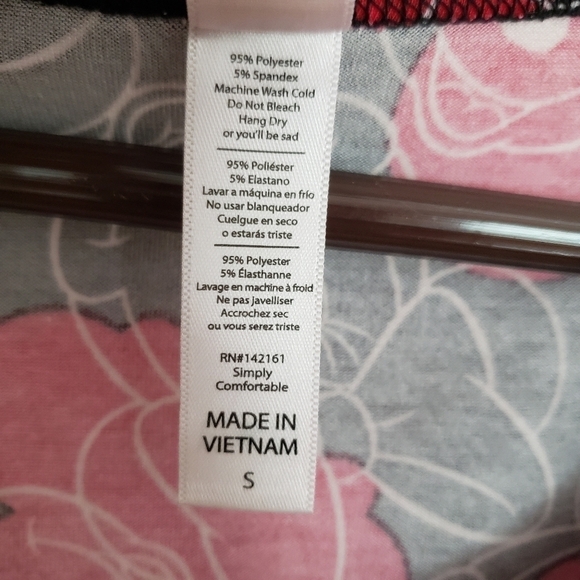 95% Polyester
5% Spandex
Machine Wash Cold
Do Not Bleach
Hang Dry
or you'll be sad
95% Poliéster
5% Elastano
Lavar a máquina en frío
No usar blanqueador
Cuelgue en seco
o estarás triste
95% Polyester
5% Élasthanne
Lavage en machine à froid
Ne pas javelliser
Accrochez sec
ou vous serez triste
RN#142161
Simply
Comfortable
MADE IN
VIETNAM
S